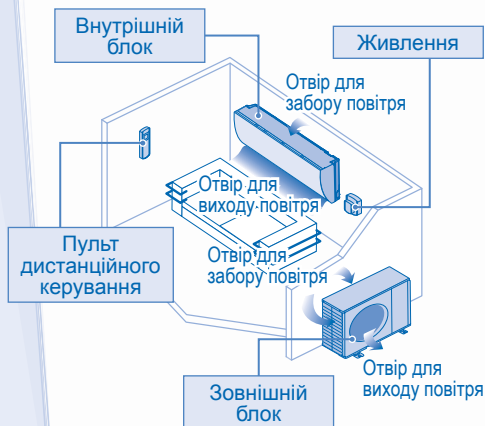 Внутрішній
блок
Живлення
Отвір для
забору повітря
Отвір для
виходу повітря
Пульт
дистанційного
керування
Отвір для
забору повітря
Отвір для
виходу повітря
Зовнішній
блок